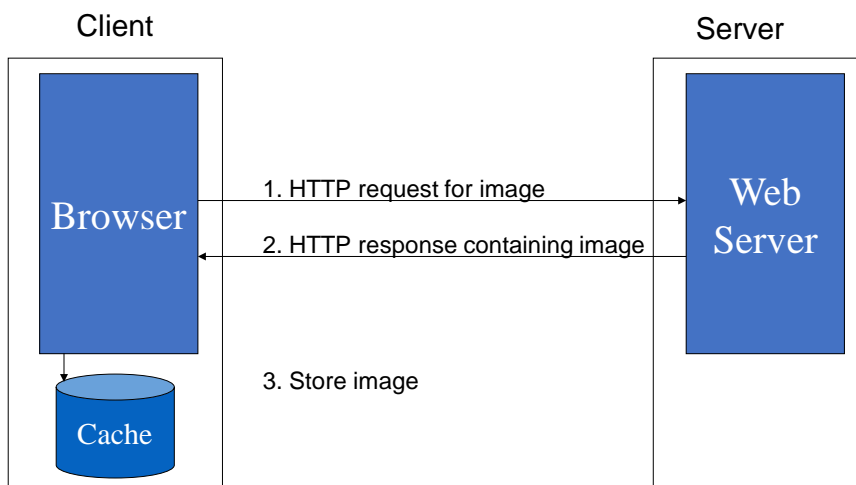 Client
Server
Browser
1. HTTP request for image
2. HTTP response containing image
Web
Server
3. Store image
Cache